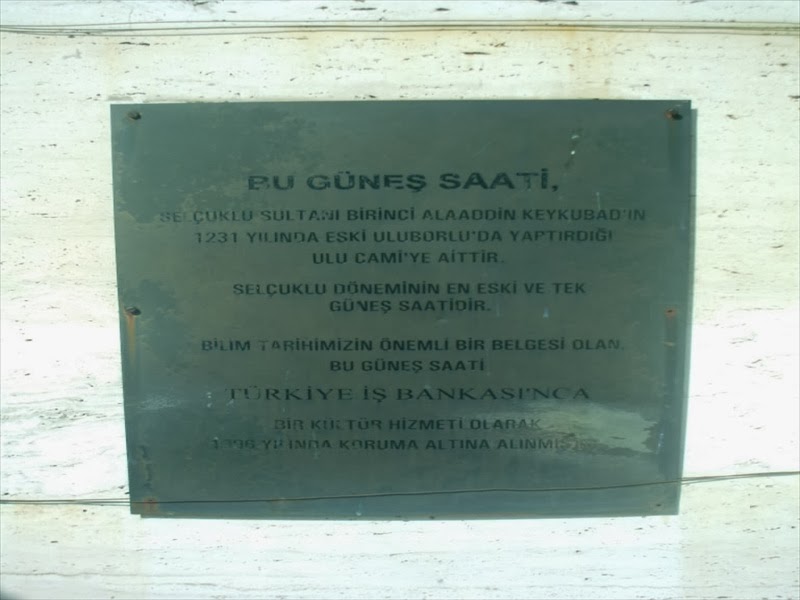 BU GÜNEŞ SAATİ,
SELÇUKLU SULTANI BİRİNCİ ALAADDİN KEYKUBAD'IN
1231 YILINDA ESKİ ULUBORLU'DA YAPTIRDIĞI
ULU CAMİ'YE AİTTİR.
SELÇUKLU DÖNEMİNİN EN ESKİ VE TEK
GÜNEŞ SAATİDİR.
BİLİM TARİHİMİZİN ÖNEMLİ BİR BELGESİ OLAN,
BU GÜNEŞ SAATİ
TÜRKİYE İŞ BANKASI'NCA
BİR KÜLTÜR HİZMETİ OLARAK
YILINDA KORUMA ALTINA